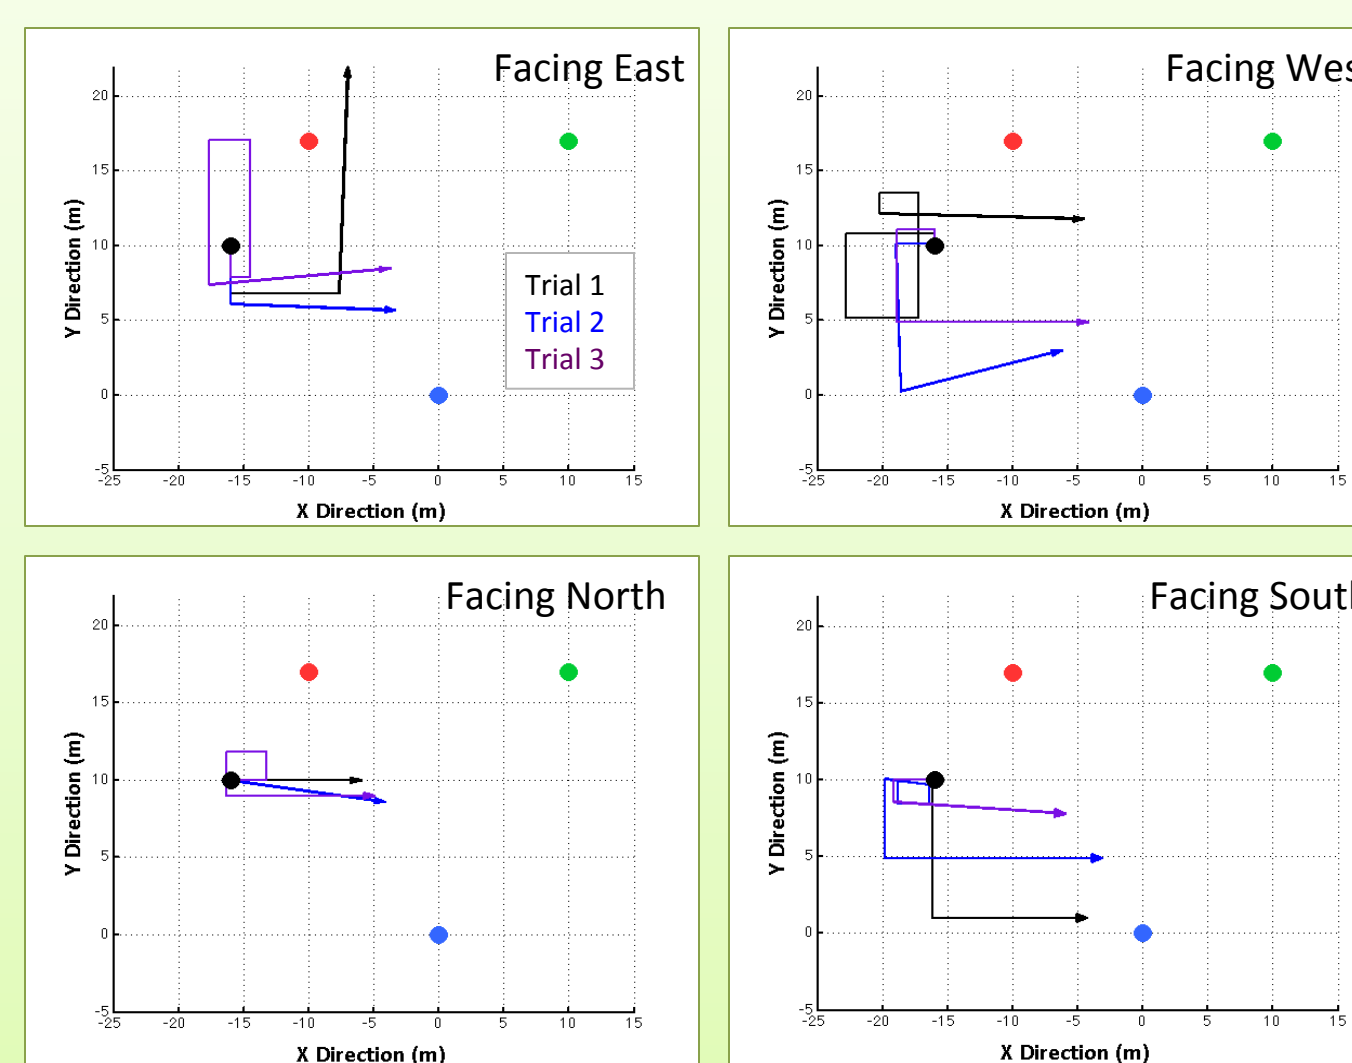 Facing East
20
15
10
5
0
-5
-25 -20 -15 -10 -5 0 5 10 15
X Direction (m)
Y Direction (m)
Trial 1
Trial 2
Trial 3
Facing Wes
20
15
10
5
0
-5
-25 -20 -15 -10 -5 0 5 10 15
X Direction (m)
Y Direction (m)
Facing North
20
15
10
5
0
-5
-25 -20 -15 -10 -5 0 5 10 15
X Direction (m)
Y Direction (m)
Facing Sout
20
15
10
5
0
-5
-25 -20 -15 -10 -5 0 5 10 15
X Direction (m)
Y Direction (m)